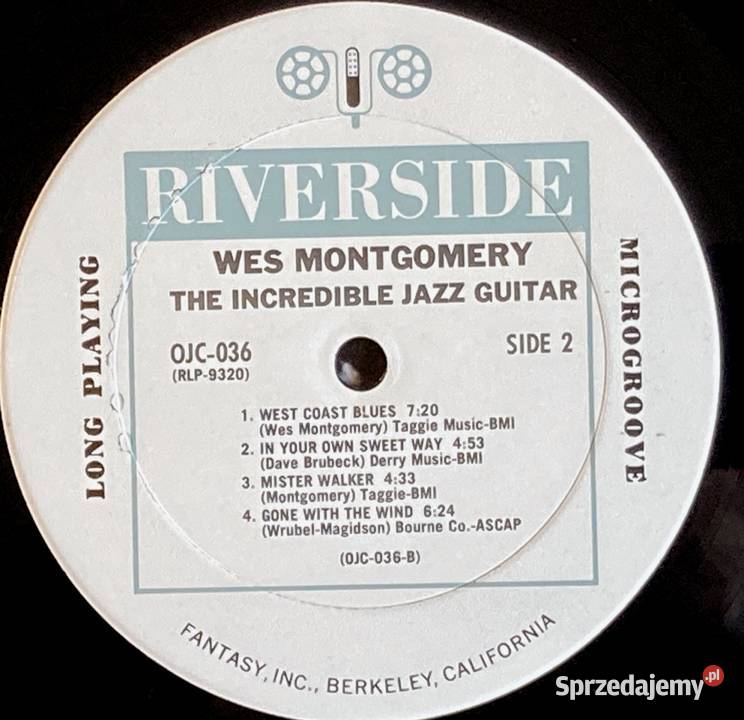 RIVERSIDE
WES MONTGOMERY
THE INCREDIBLE JAZZ GUITAR
LONG PLAYING
MICROGROOVE
OJC-036
(RLP-9320)
SIDE 2
1. WEST COAST BLUES 7:20
(Wes Montgomery) Taggie Music-BMI
2. IN YOUR OWN SWEET WAY 4:53
(Dave Brubeck) Derry Music-BMI
3. MISTER WALKER 4:33
(Montgomery) Taggie-BMI
4. GONE WITH THE WIND 6:24
(Wrubel-Magidson) Bourne Co.-ASCAP
(OJC-036-B)
FANTASY, INC., BERKELEY, CALIFORNIA
Sprzedajemy.pl